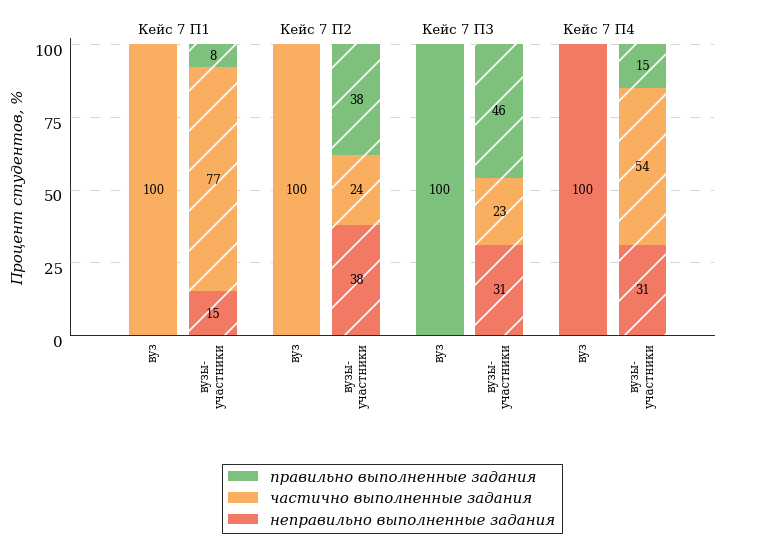 Кейс 7 П1 Кейс 7 П2 Кейс 7 П3 Кейс 7 П4
Процент студентов, %
100
75
50
25
0
100 8 77 15
100 38 24 38
100 46 23 31
100 15 54 31
вуз
вузы-
участники
вуз
вузы-
участники
вуз
вузы-
участники
вуз
вузы-
участники
правильно выполненные задания
частично выполненные задания
неправильно выполненные задания